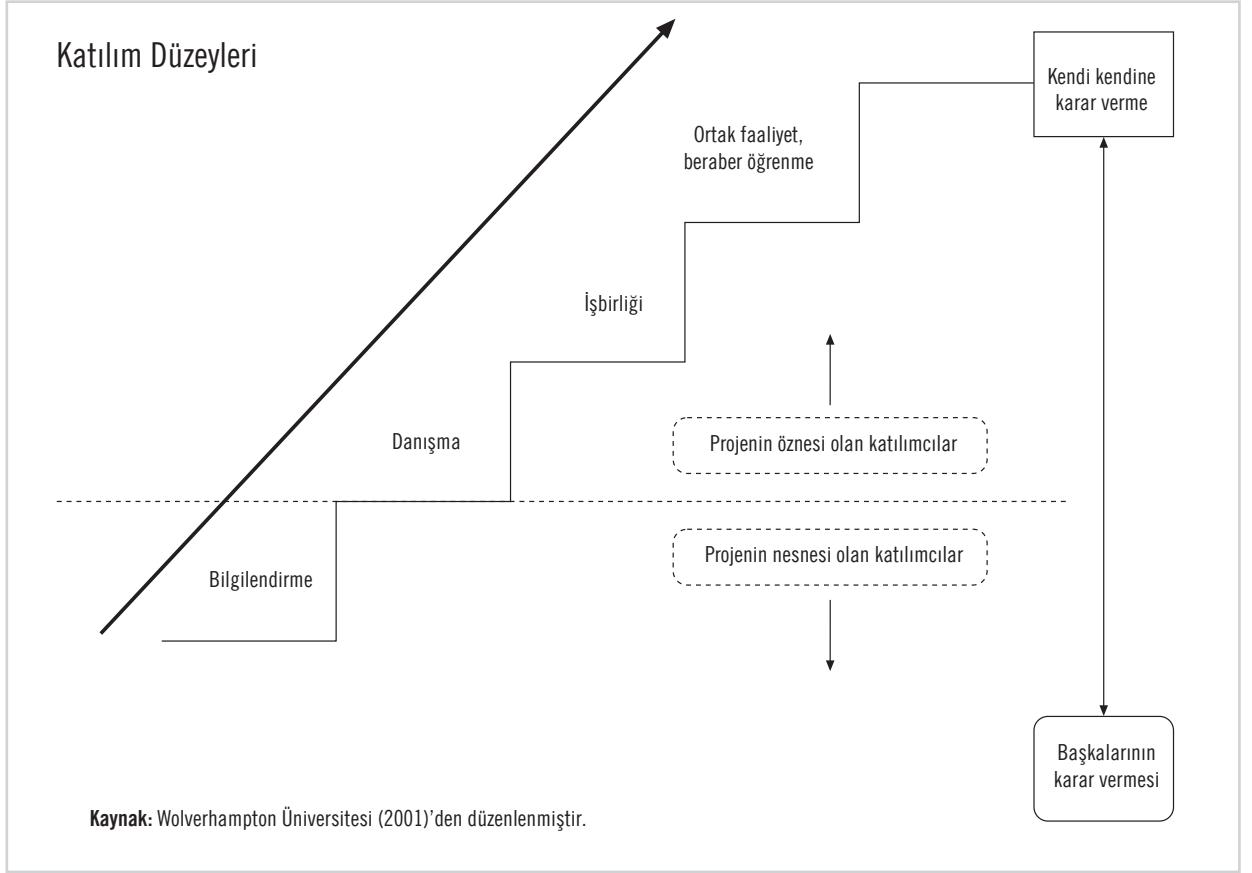 Katılım Düzeyleri
Kendi kendine
karar verme
Ortak faaliyet,
beraber öğrenme
İşbirliği
Danışma
Projenin öznesi olan katılımcılar
Projenin nesnesi olan katılımcılar
Bilgilendirme
Başkalarının
karar vermesi
Kaynak: Wolverhampton Üniversitesi (2001)’den düzenlenmiştir.